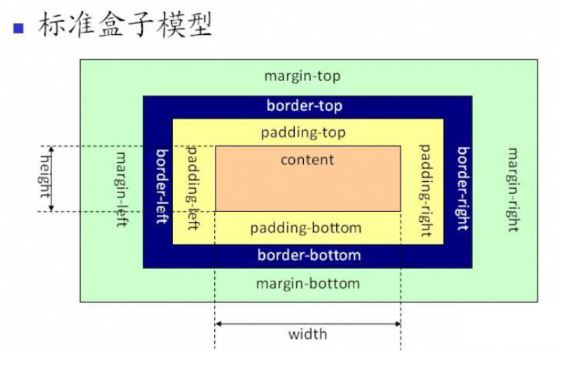 标准盒子模型
margin-top
border-top
padding-top
content
height
margin-left
border-left
padding-left
padding-right
border-right
margin-right
padding-bottom
border-bottom
margin-bottom
width